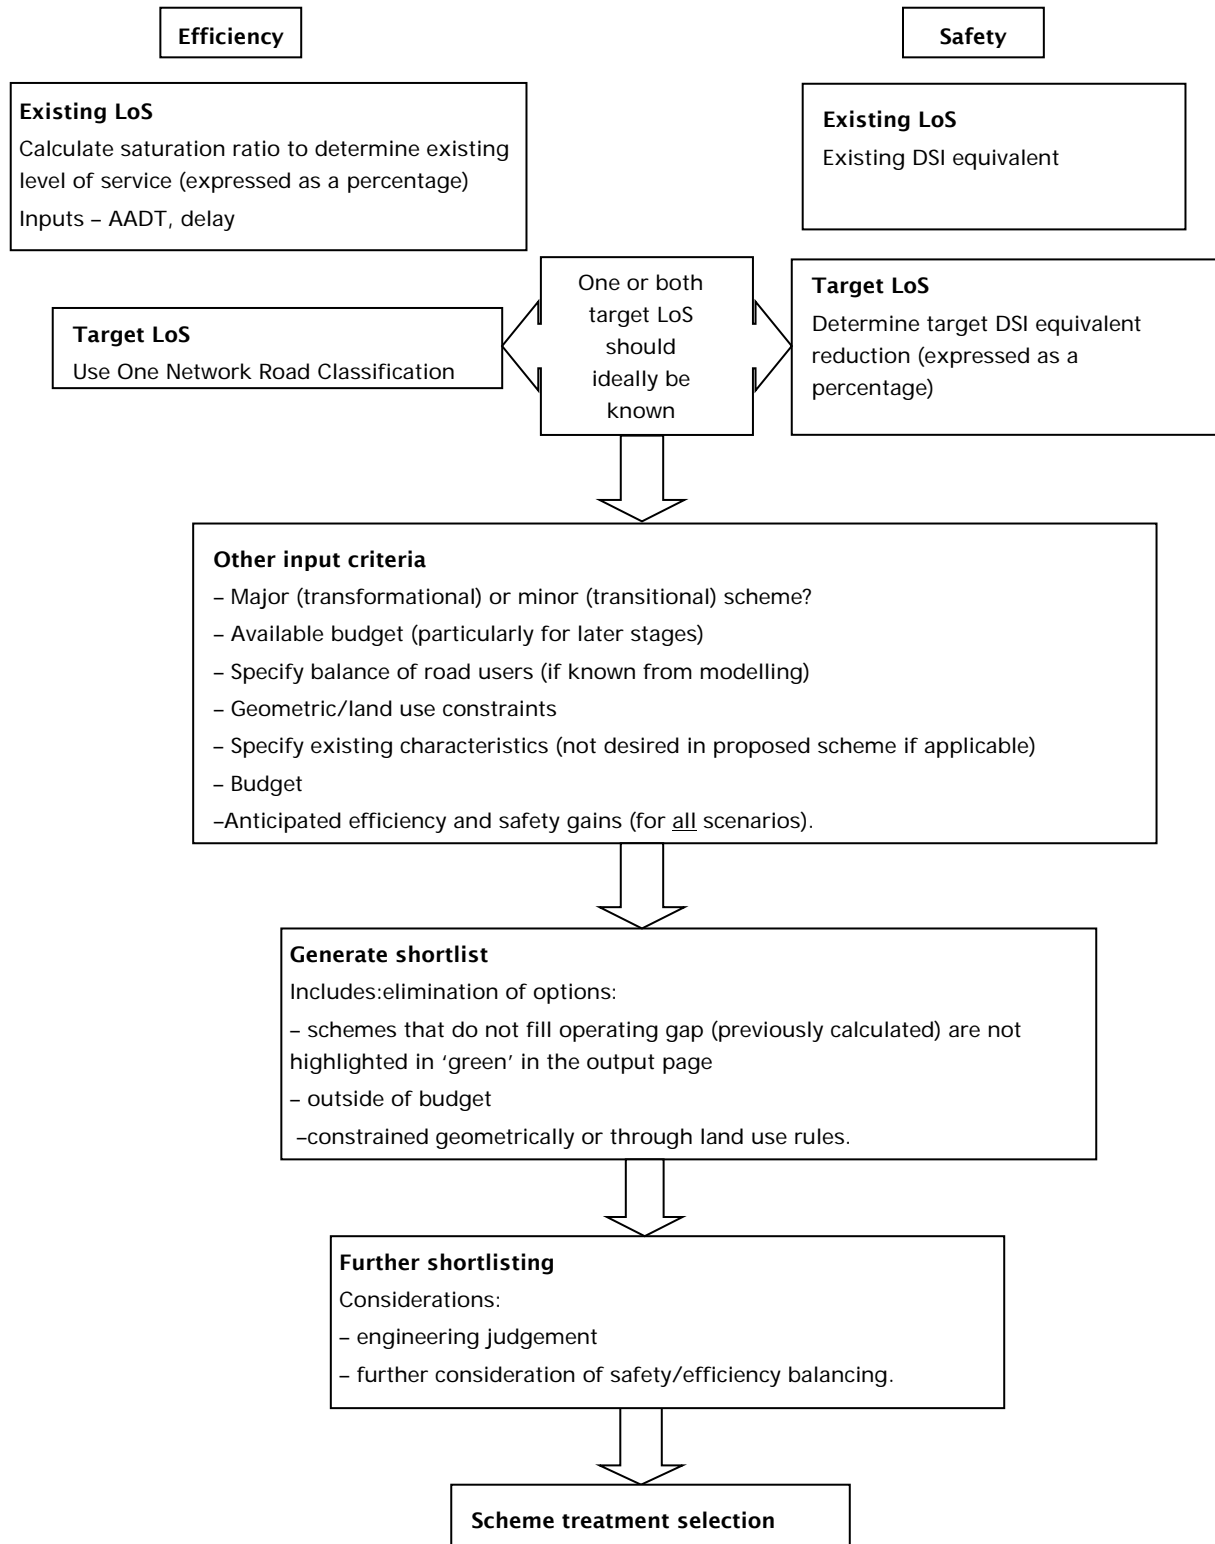 Efficiency
Safety
Existing LoS
Calculate saturation ratio to determine existing
level of service (expressed as a percentage)
Inputs – AADT, delay
Existing LoS
Existing DSI equivalent
Target LoS
Use One Network Road Classification
One or both
target LoS
should
ideally be
known
Target LoS
Determine target DSI equivalent
reduction (expressed as a
percentage)
Other input criteria
– Major (transformational) or minor (transitional) scheme?
– Available budget (particularly for later stages)
– Specify balance of road users (if known from modelling)
– Geometric/land use constraints
– Specify existing characteristics (not desired in proposed scheme if applicable)
– Budget
–Anticipated efficiency and safety gains (for all scenarios).
Generate shortlist
Includes:elimination of options:
– schemes that do not fill operating gap (previously calculated) are not
highlighted in ‘green’ in the output page
– outside of budget
–constrained geometrically or through land use rules.
Further shortlisting
Considerations:
– engineering judgement
– further consideration of safety/efficiency balancing.
Scheme treatment selection